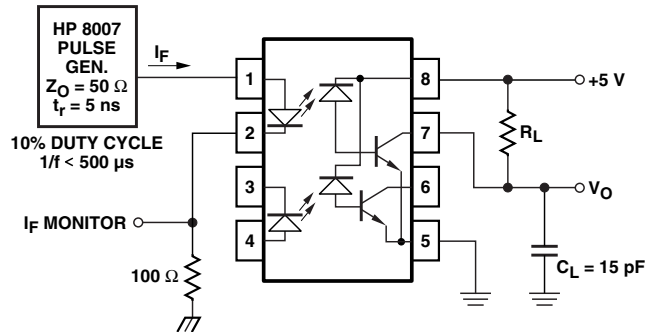 HP 8007
PULSE
GEN.
Z_O = 50 Ω
t_r = 5 ns
I_F
10% DUTY CYCLE
1/f < 500 µs
I_F MONITOR
100 Ω
1
2
3
4
8
7
6
5
+5 V
R_L
V_O
C_L = 15 pF